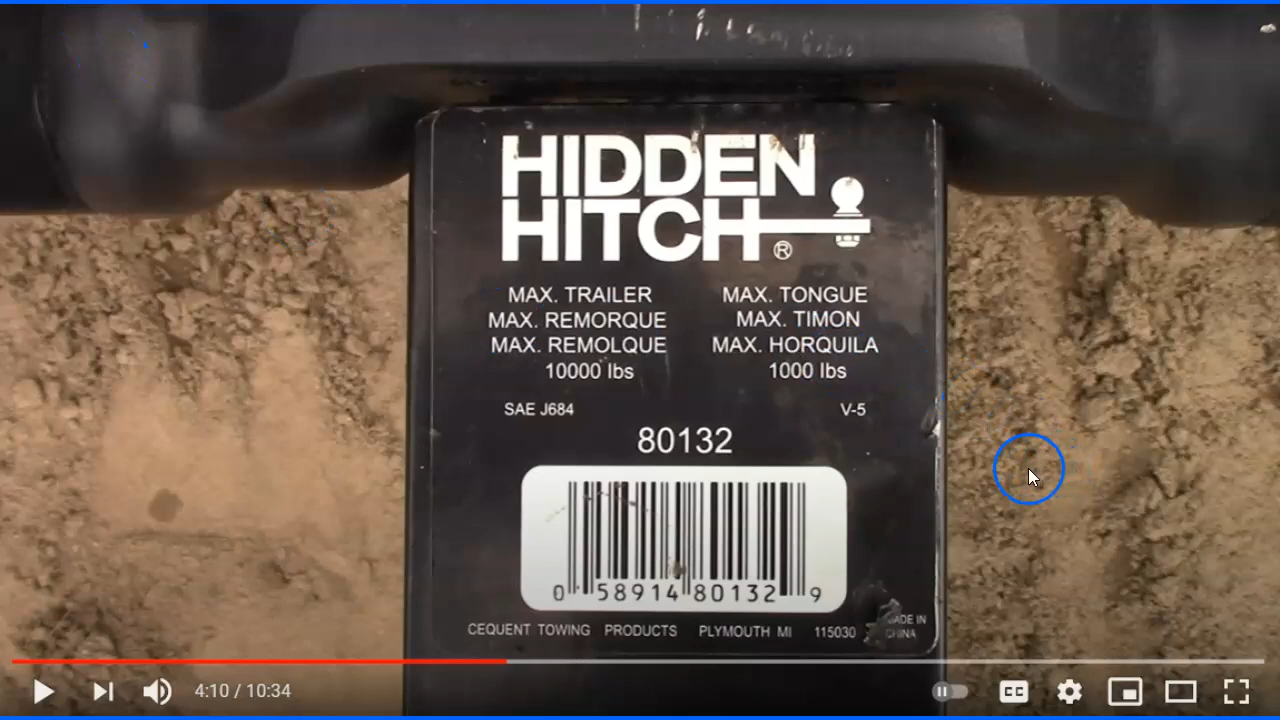 HIDDEN
HITCH®
MAX. TRAILER
MAX. REMORQUE
MAX. REMOLQUE
10000 lbs
MAX. TONGUE
MAX. TIMON
MAX. HORQUILA
1000 lbs
SAE J684 V-5
80132
0 58914 80132 9
CEQUENT TOWING PRODUCTS PLYMOUTH MI 115030
MADE IN
CHINA
4:10 / 10:34
CC